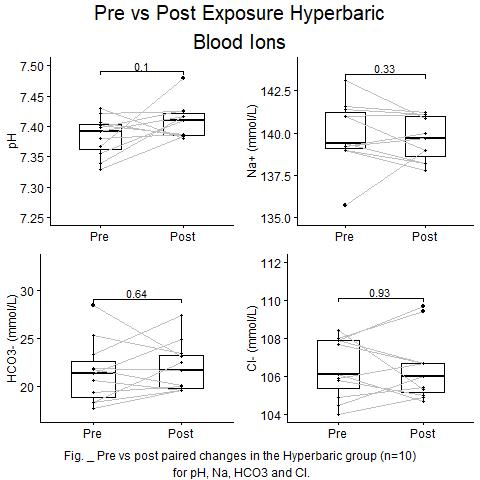 Pre vs Post Exposure Hyperbaric
Blood Ions
7.50
7.45
7.40
7.35
7.30
7.25
pH
0.1
Pre
Post
142.5
140.0
137.5
135.0
Na+ (mmol/L)
0.33
Pre
Post
30
25
20
HCO3- (mmol/L)
0.64
Pre
Post
112
110
108
106
104
Cl- (mmol/L)
0.93
Pre
Post
Fig. _ Pre vs post paired changes in the Hyperbaric group (n=10)
for pH, Na, HCO3 and Cl.